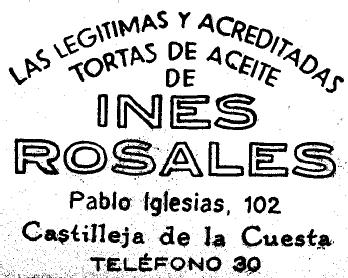 LAS LEGITIMAS Y ACREDITADAS
TORTAS DE ACEITE
DE
INES
ROSALES
Pablo Iglesias, 102
Castilleja de la Cuesta
TELÉFONO 30